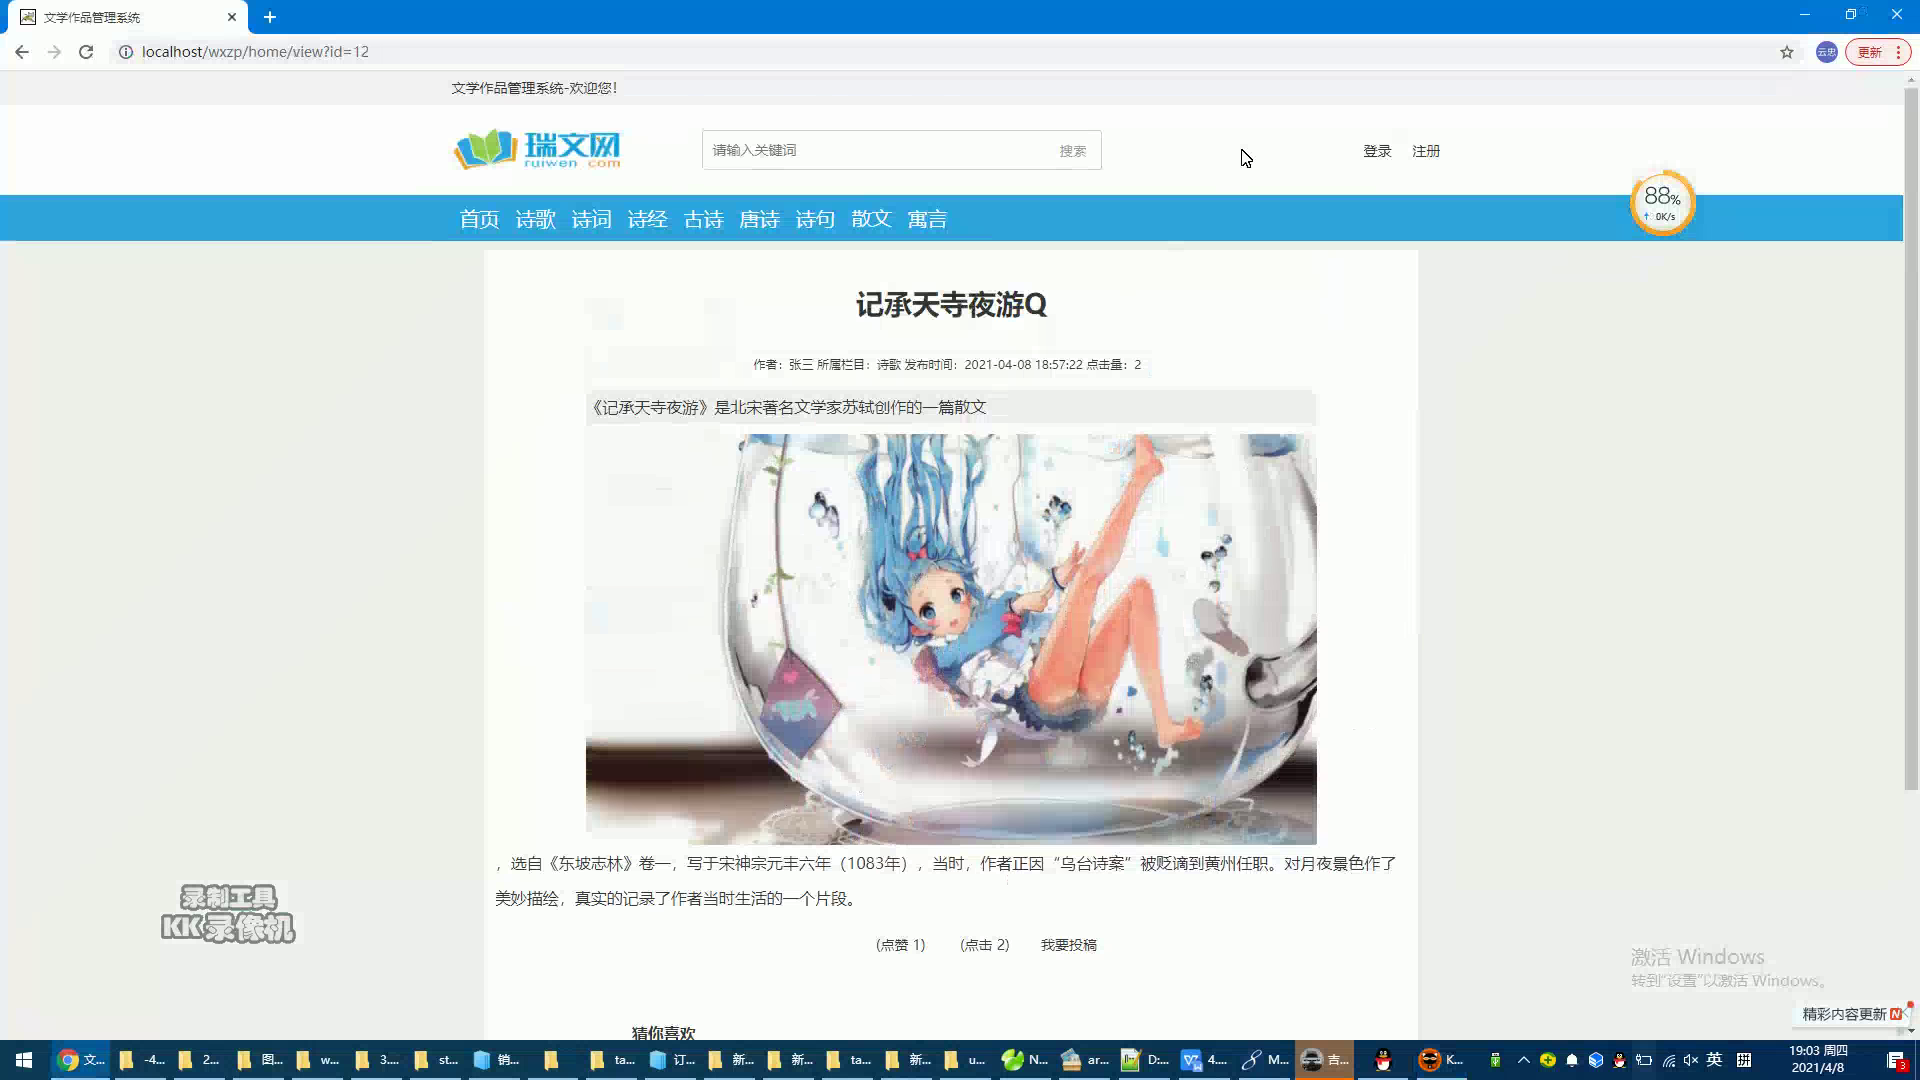 文学作品管理系统
localhost/wxzp/home/view?id=12
云忠
更新
文学作品管理系统-欢迎您!
瑞文网
ruiwen.com
请输入关键词
搜索
登录
注册
88%
↑ 0K/s
首页 诗歌 诗词 诗经 古诗 唐诗 诗句 散文 寓言
记承天寺夜游Q
作者：张三 所属栏目：诗歌 发布时间：2021-04-08 18:57:22 点击量：2
《记承天寺夜游》是北宋著名文学家苏轼创作的一篇散文
，选自《东坡志林》卷一，写于宋神宗元丰六年（1083年），当时，作者正因“乌台诗案”被贬谪到黄州任职。对月夜景色作了
美妙描绘，真实的记录了作者当时生活的一个片段。
(点赞 1) (点击 2) 我要投稿
录制工具
KK录像机
激活 Windows
转到“设置”以激活 Windows。
精彩内容更新
猜你喜欢
文... -4... 2... 图... w... 3.... st... 销... ta... 订... 新... 新... ta... 新... u... N... ar... D:... 4.... M... 吉... K...
英
拼
19:03 周四
2021/4/8
3